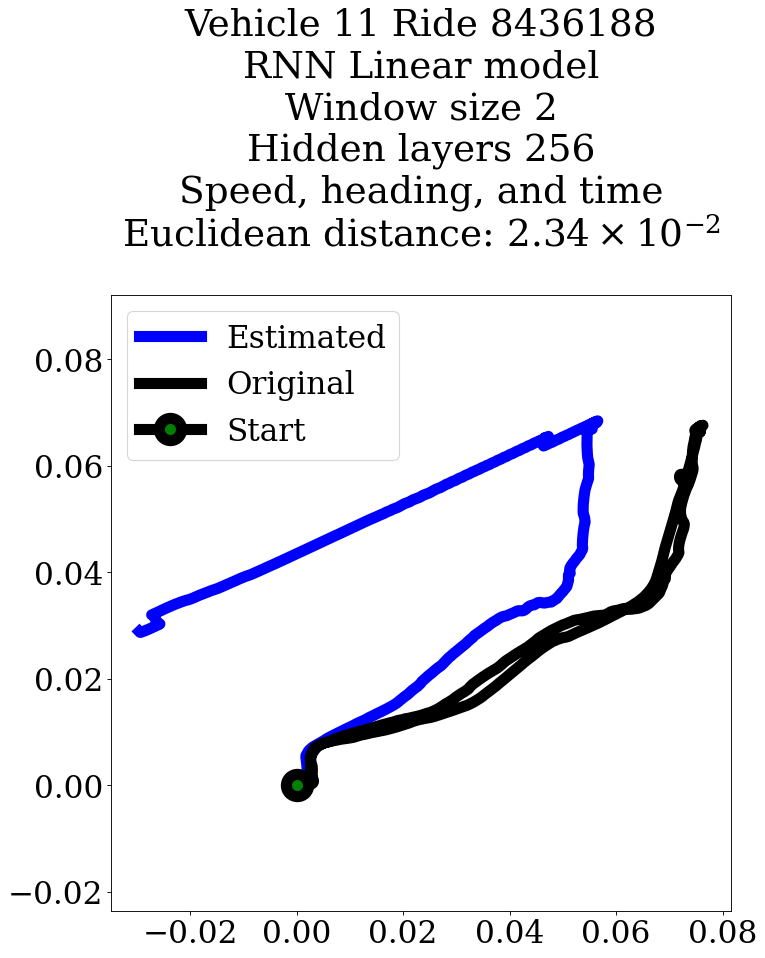 Vehicle 11 Ride 8436188
RNN Linear model
Window size 2
Hidden layers 256
Speed, heading, and time
Euclidean distance: 2.34 × 10⁻²
Estimated
Original
Start
0.08
0.06
0.04
0.02
0.00
−0.02
−0.02 0.00 0.02 0.04 0.06 0.08